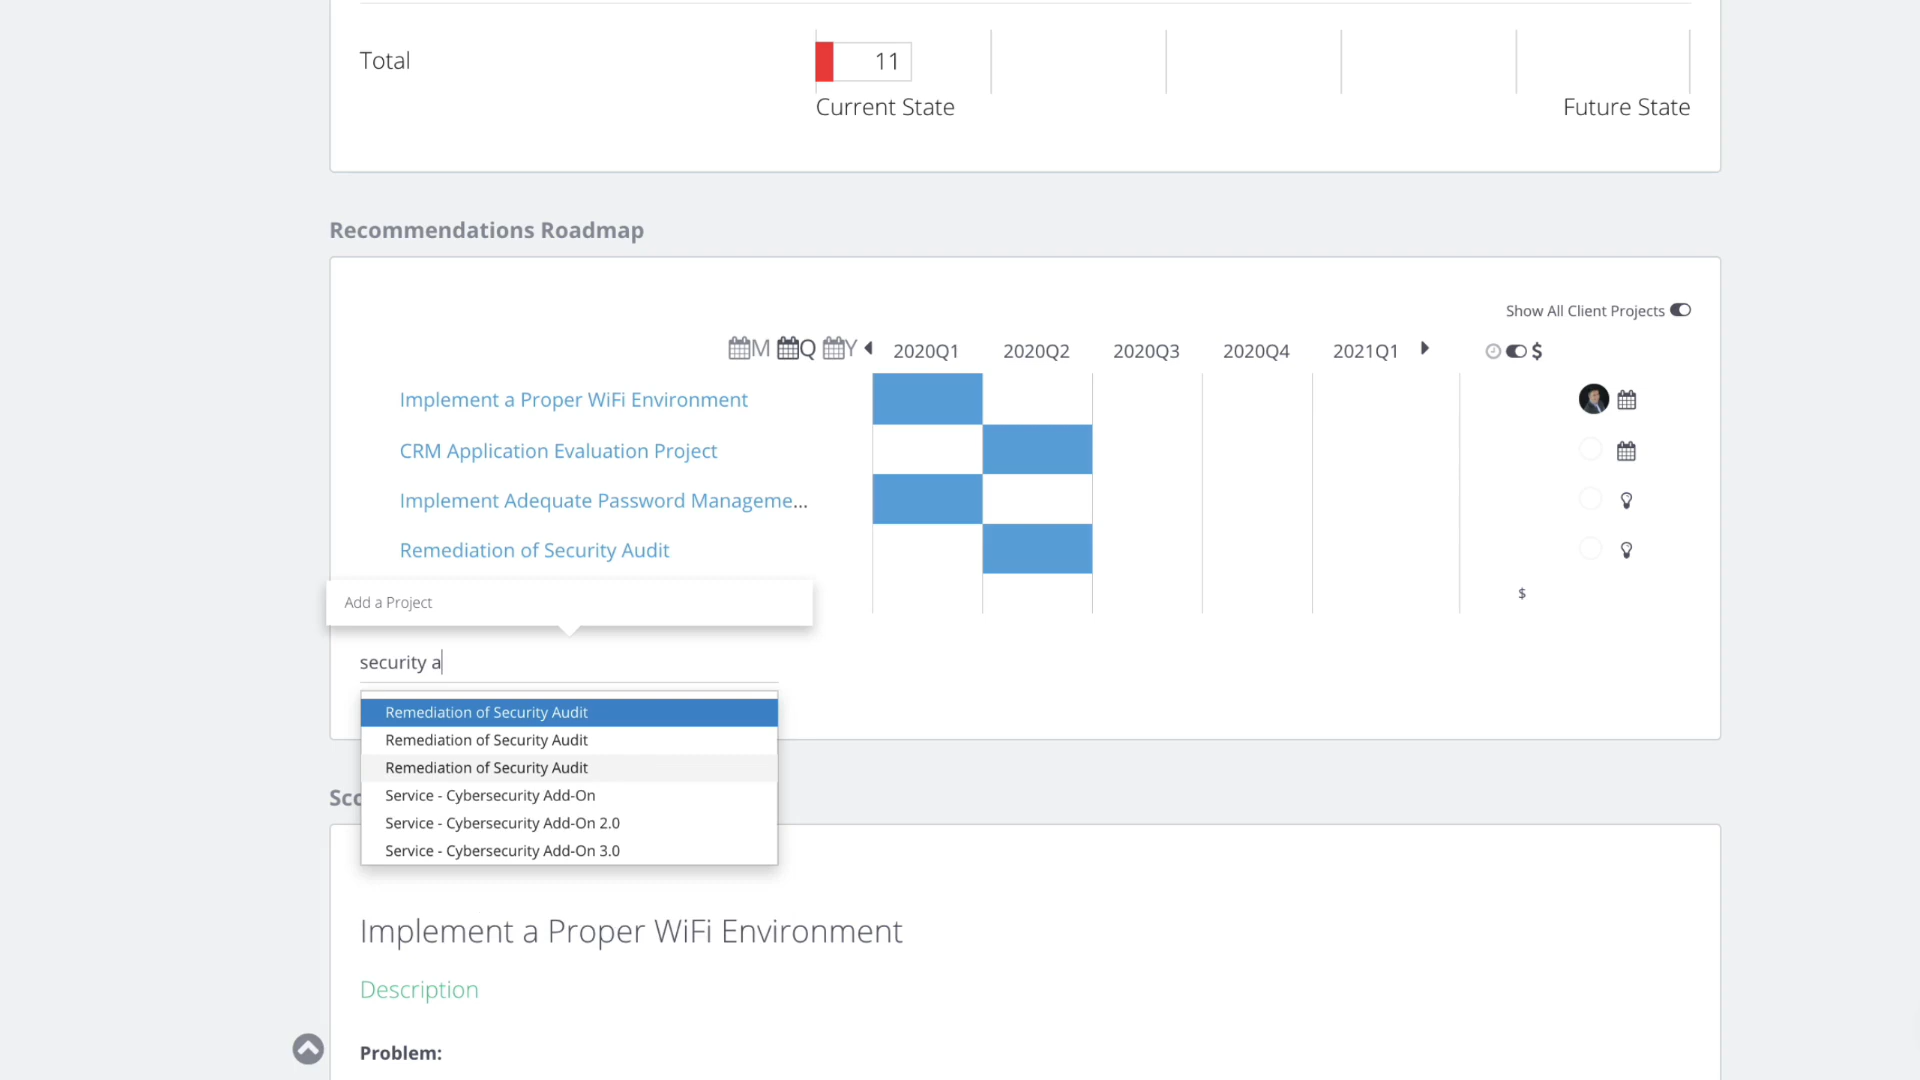 Total
11
Current State
Future State
Recommendations Roadmap
Show All Client Projects
M Q Y 2020Q1 2020Q2 2020Q3 2020Q4 2021Q1 $
Implement a Proper WiFi Environment
CRM Application Evaluation Project
Implement Adequate Password Manageme...
Remediation of Security Audit
$
Add a Project
security a
Remediation of Security Audit
Remediation of Security Audit
Remediation of Security Audit
Service - Cybersecurity Add-On
Sco
Service - Cybersecurity Add-On 2.0
Service - Cybersecurity Add-On 3.0
Implement a Proper WiFi Environment
Description
Problem: